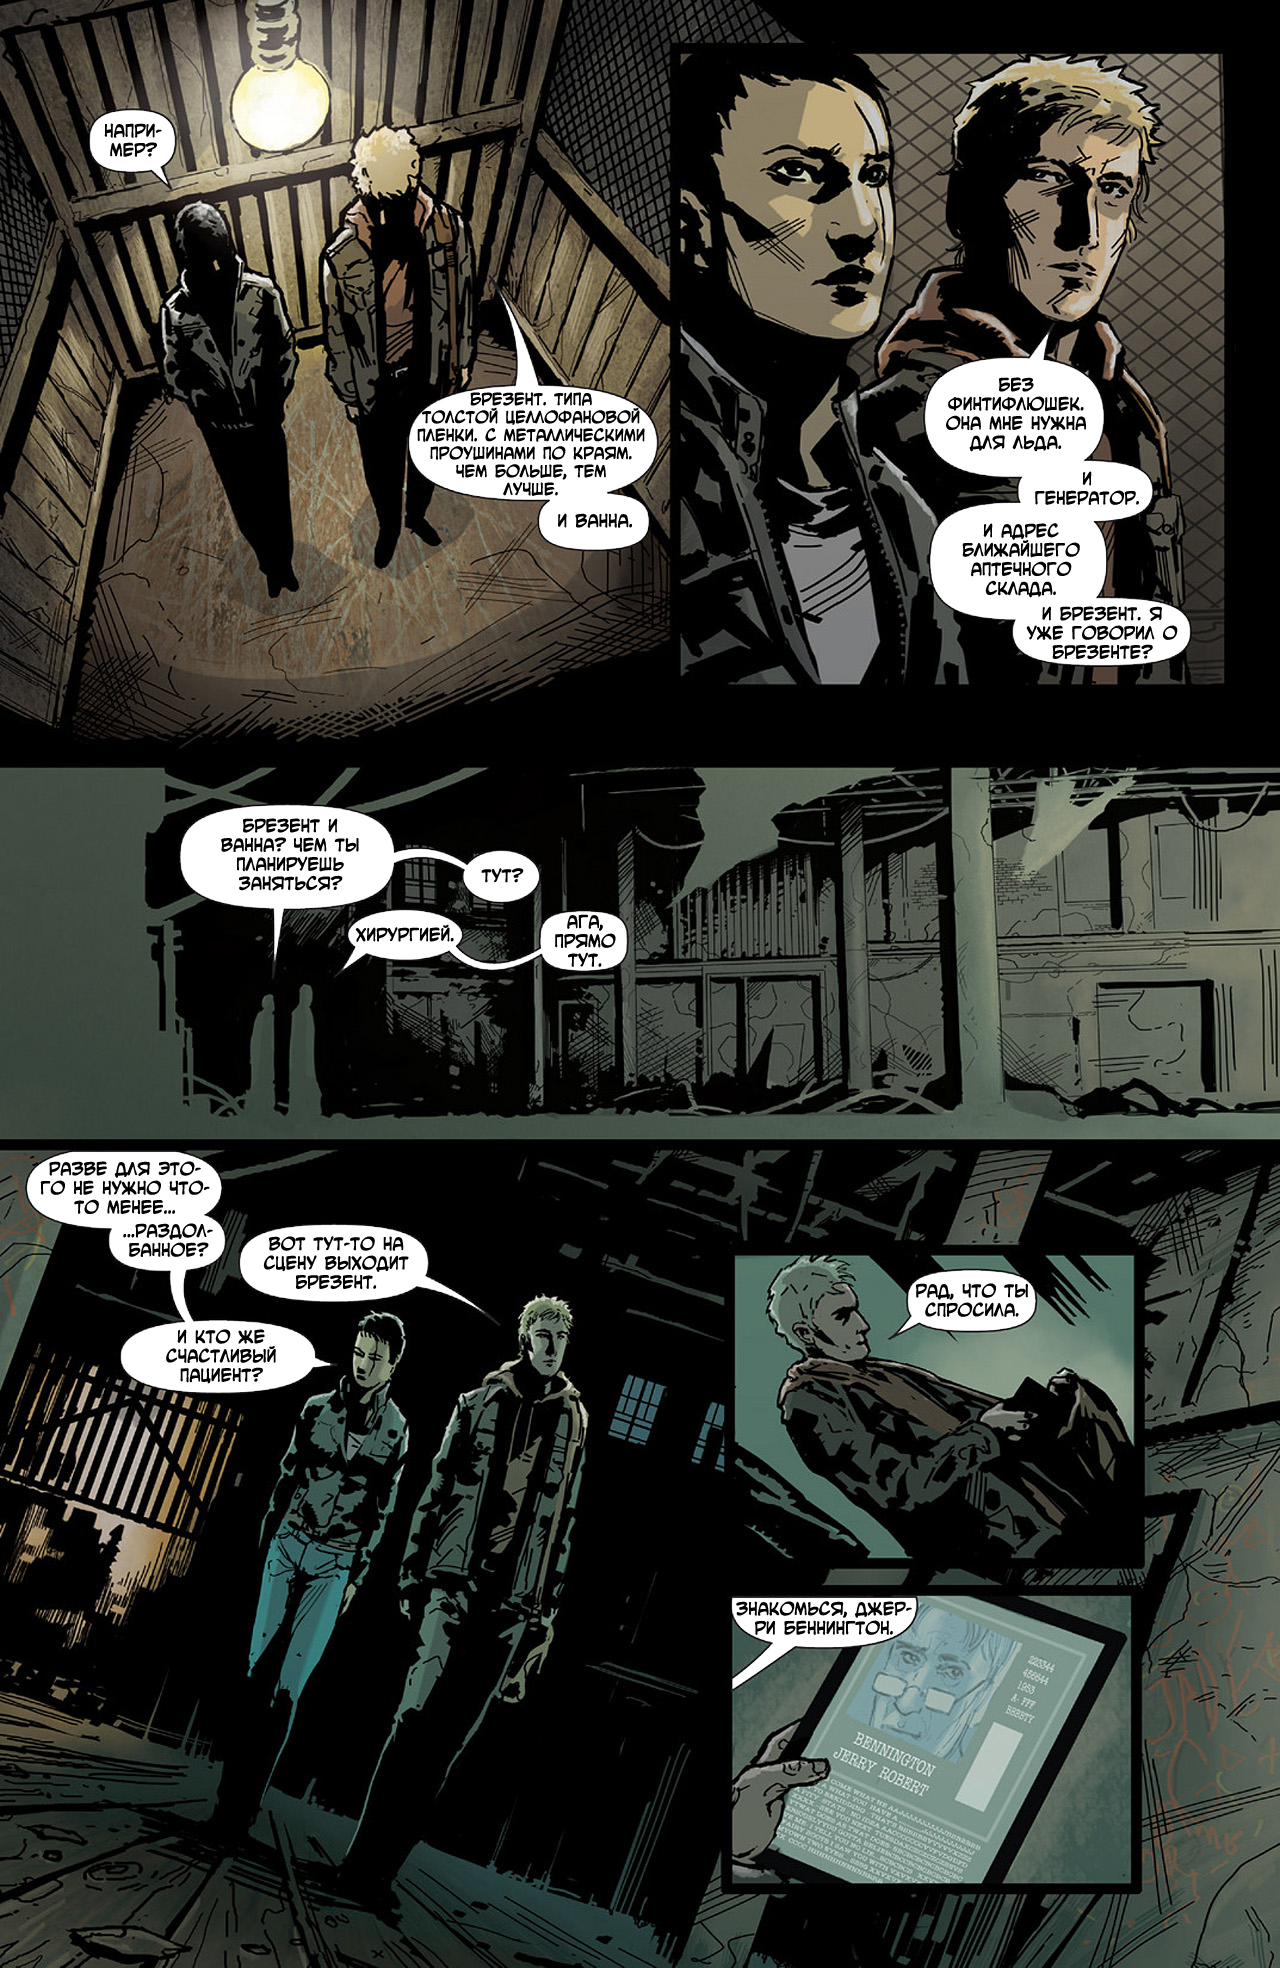 НАПРИ-
МЕР?
БРЕЗЕНТ. ТИПА
ТОЛСТОЙ ЦЕЛЛОФАНОВОЙ
ПЛЕНКИ. С МЕТАЛЛИЧЕСКИМИ
ПРОУШИНАМИ ПО КРАЯМ.
ЧЕМ БОЛЬШЕ, ТЕМ
ЛУЧШЕ.
И ВАННА.
БЕЗ
ФИНТИФЛЮШЕК.
ОНА МНЕ НУЖНА
ДЛЯ ЛЬДА.
И
ГЕНЕРАТОР.
И АДРЕС
БЛИЖАЙШЕГО
АПТЕЧНОГО
СКЛАДА.
И БРЕЗЕНТ. Я
УЖЕ ГОВОРИЛ О
БРЕЗЕНТЕ?
БРЕЗЕНТ И
ВАННА? ЧЕМ ТЫ
ПЛАНИРУЕШЬ
ЗАНЯТЬСЯ?
ТУТ?
ХИРУРГИЕЙ.
АГА,
ПРЯМО
ТУТ.
РАЗВЕ ДЛЯ ЭТО-
ГО НЕ НУЖНО ЧТО-
ТО МЕНЕЕ...
...РАЗДОЛ-
БАННОЕ?
ВОТ ТУТ-ТО НА
СЦЕНУ ВЫХОДИТ
БРЕЗЕНТ.
И КТО ЖЕ
СЧАСТЛИВЫЙ
ПАЦИЕНТ?
РАД, ЧТО ТЫ
СПРОСИЛА.
ЗНАКОМЬСЯ, ДЖЕР-
РИ БЕННИНГТОН.
223344
456644
1953
A- FFF
BENNINGTON
JERRY ROBERT